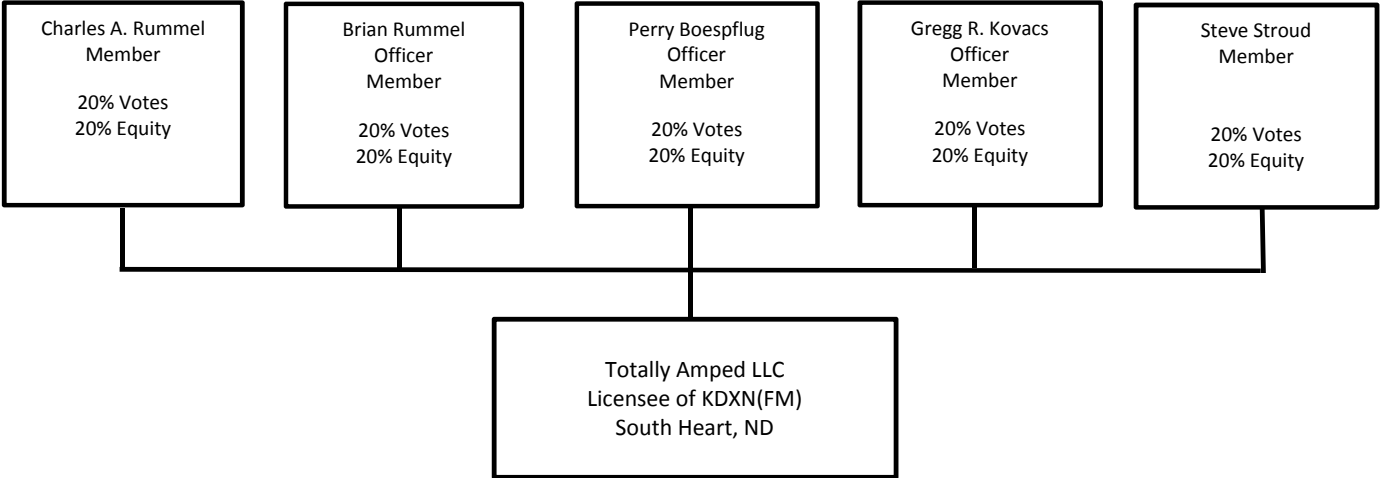 Charles A. Rummel
Member
20% Votes
20% Equity
Brian Rummel
Officer
Member
20% Votes
20% Equity
Perry Boespflug
Officer
Member
20% Votes
20% Equity
Gregg R. Kovacs
Officer
Member
20% Votes
20% Equity
Steve Stroud
Member
20% Votes
20% Equity
Totally Amped LLC
Licensee of KDXN(FM)
South Heart, ND